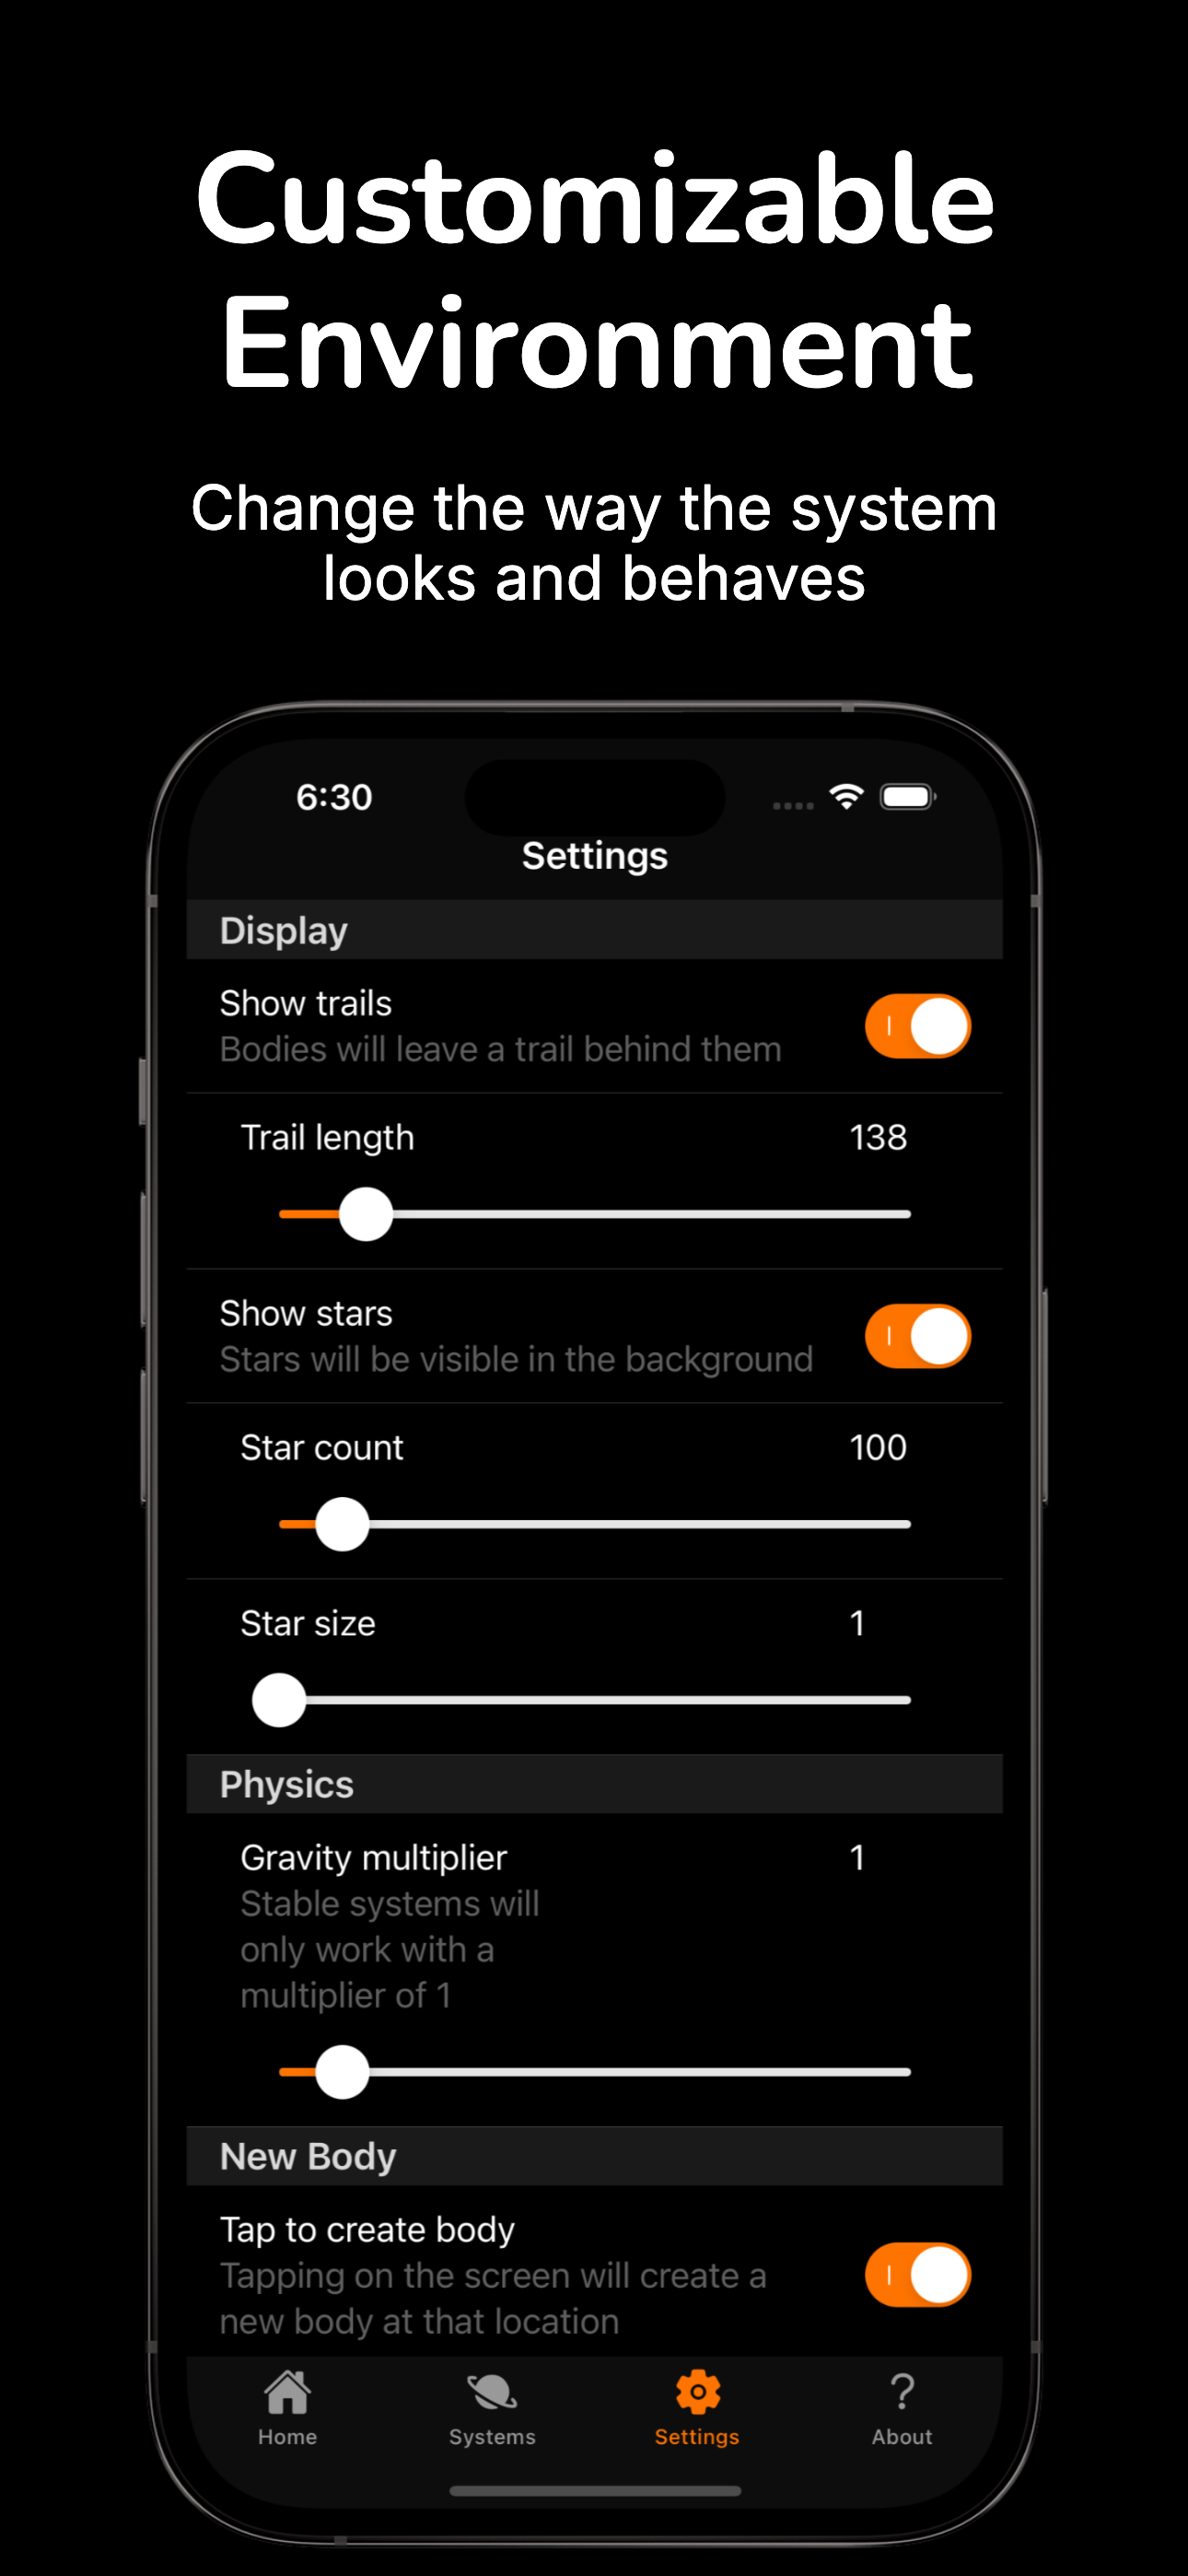 Customizable
Environment
Change the way the system
looks and behaves
6:30
Settings
Display
Show trails
Bodies will leave a trail behind them
Trail length 138
Show stars
Stars will be visible in the background
Star count 100
Star size 1
Physics
Gravity multiplier 1
Stable systems will
only work with a
multiplier of 1
New Body
Tap to create body
Tapping on the screen will create a
new body at that location
Home Systems Settings About